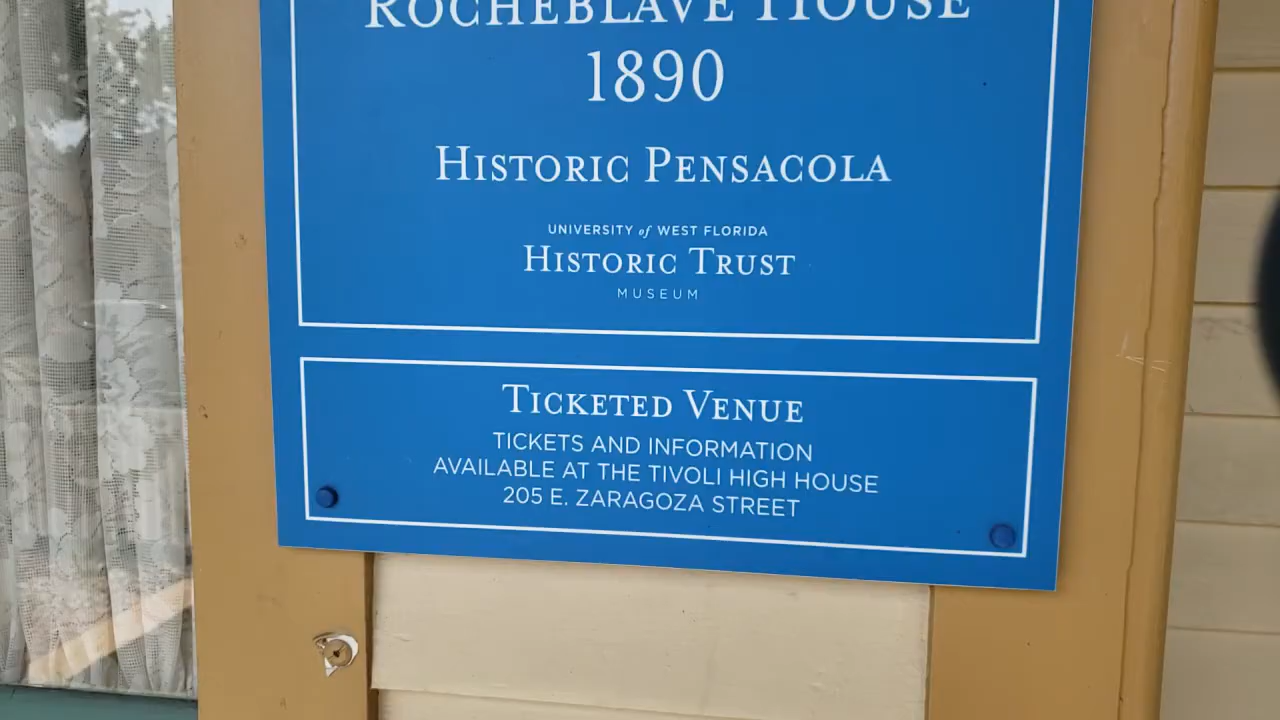 ROCHEBLAVE HOUSE
1890
HISTORIC PENSACOLA
UNIVERSITY of WEST FLORIDA
HISTORIC TRUST
MUSEUM
TICKETED VENUE
TICKETS AND INFORMATION
AVAILABLE AT THE TIVOLI HIGH HOUSE
205 E. ZARAGOZA STREET